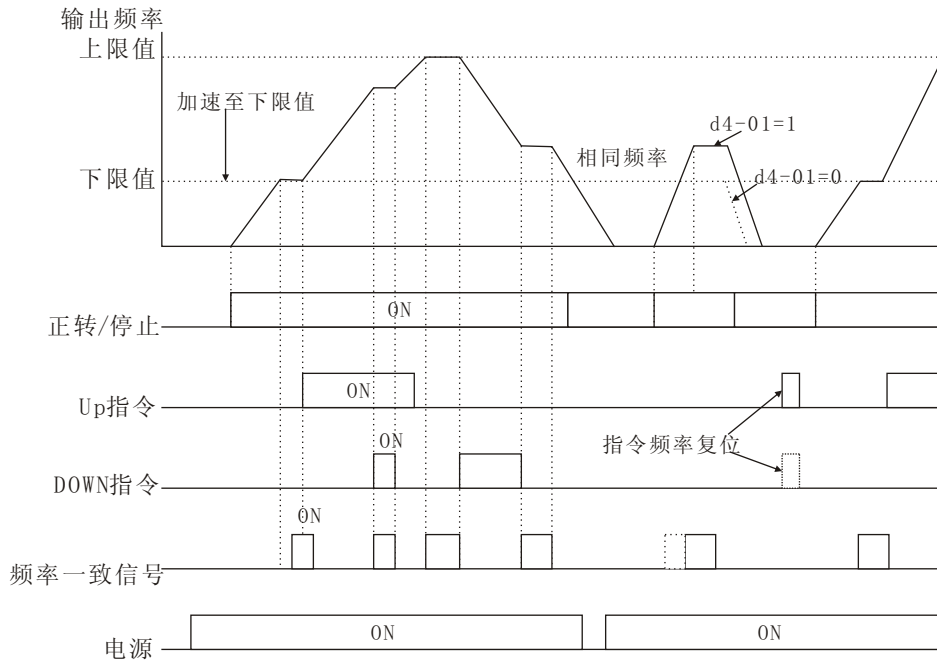 输出频率
上限值
加速至下限值
d4-01=1
相同频率
下限值
d4-01=0
ON
正转/停止
ON
Up指令
ON
指令频率复位
DOWN指令
ON
频率一致信号
ON
ON
电源